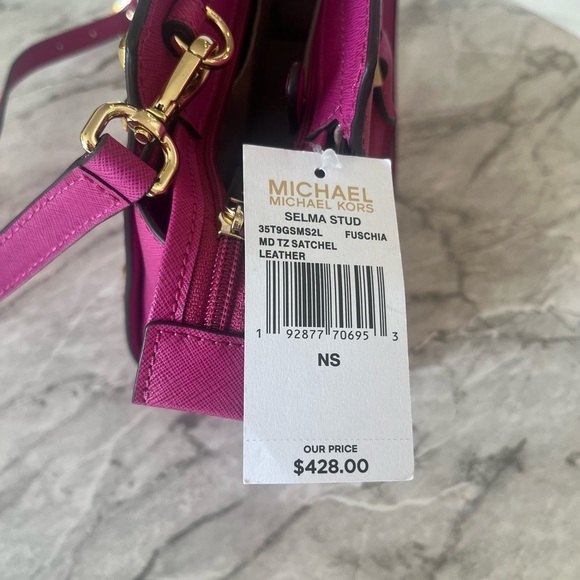 MICHAEL
MICHAEL KORS
SELMA STUD
35T9GSMS2L FUSCHIA
MD TZ SATCHEL
LEATHER
1 92877 70695 3
NS
OUR PRICE
$428.00